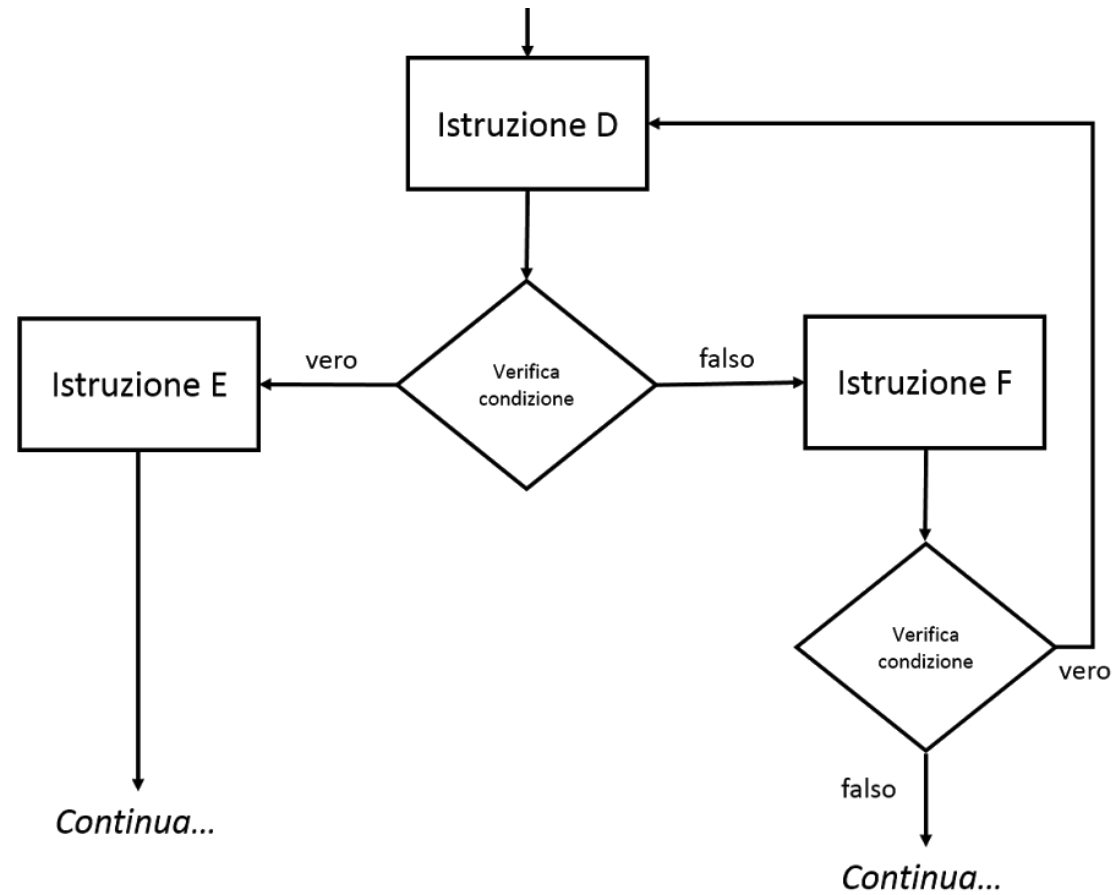 Istruzione D
Istruzione E
vero
Verifica
condizione
falso
Istruzione F
Verifica
condizione
vero
falso
Continua...
Continua...